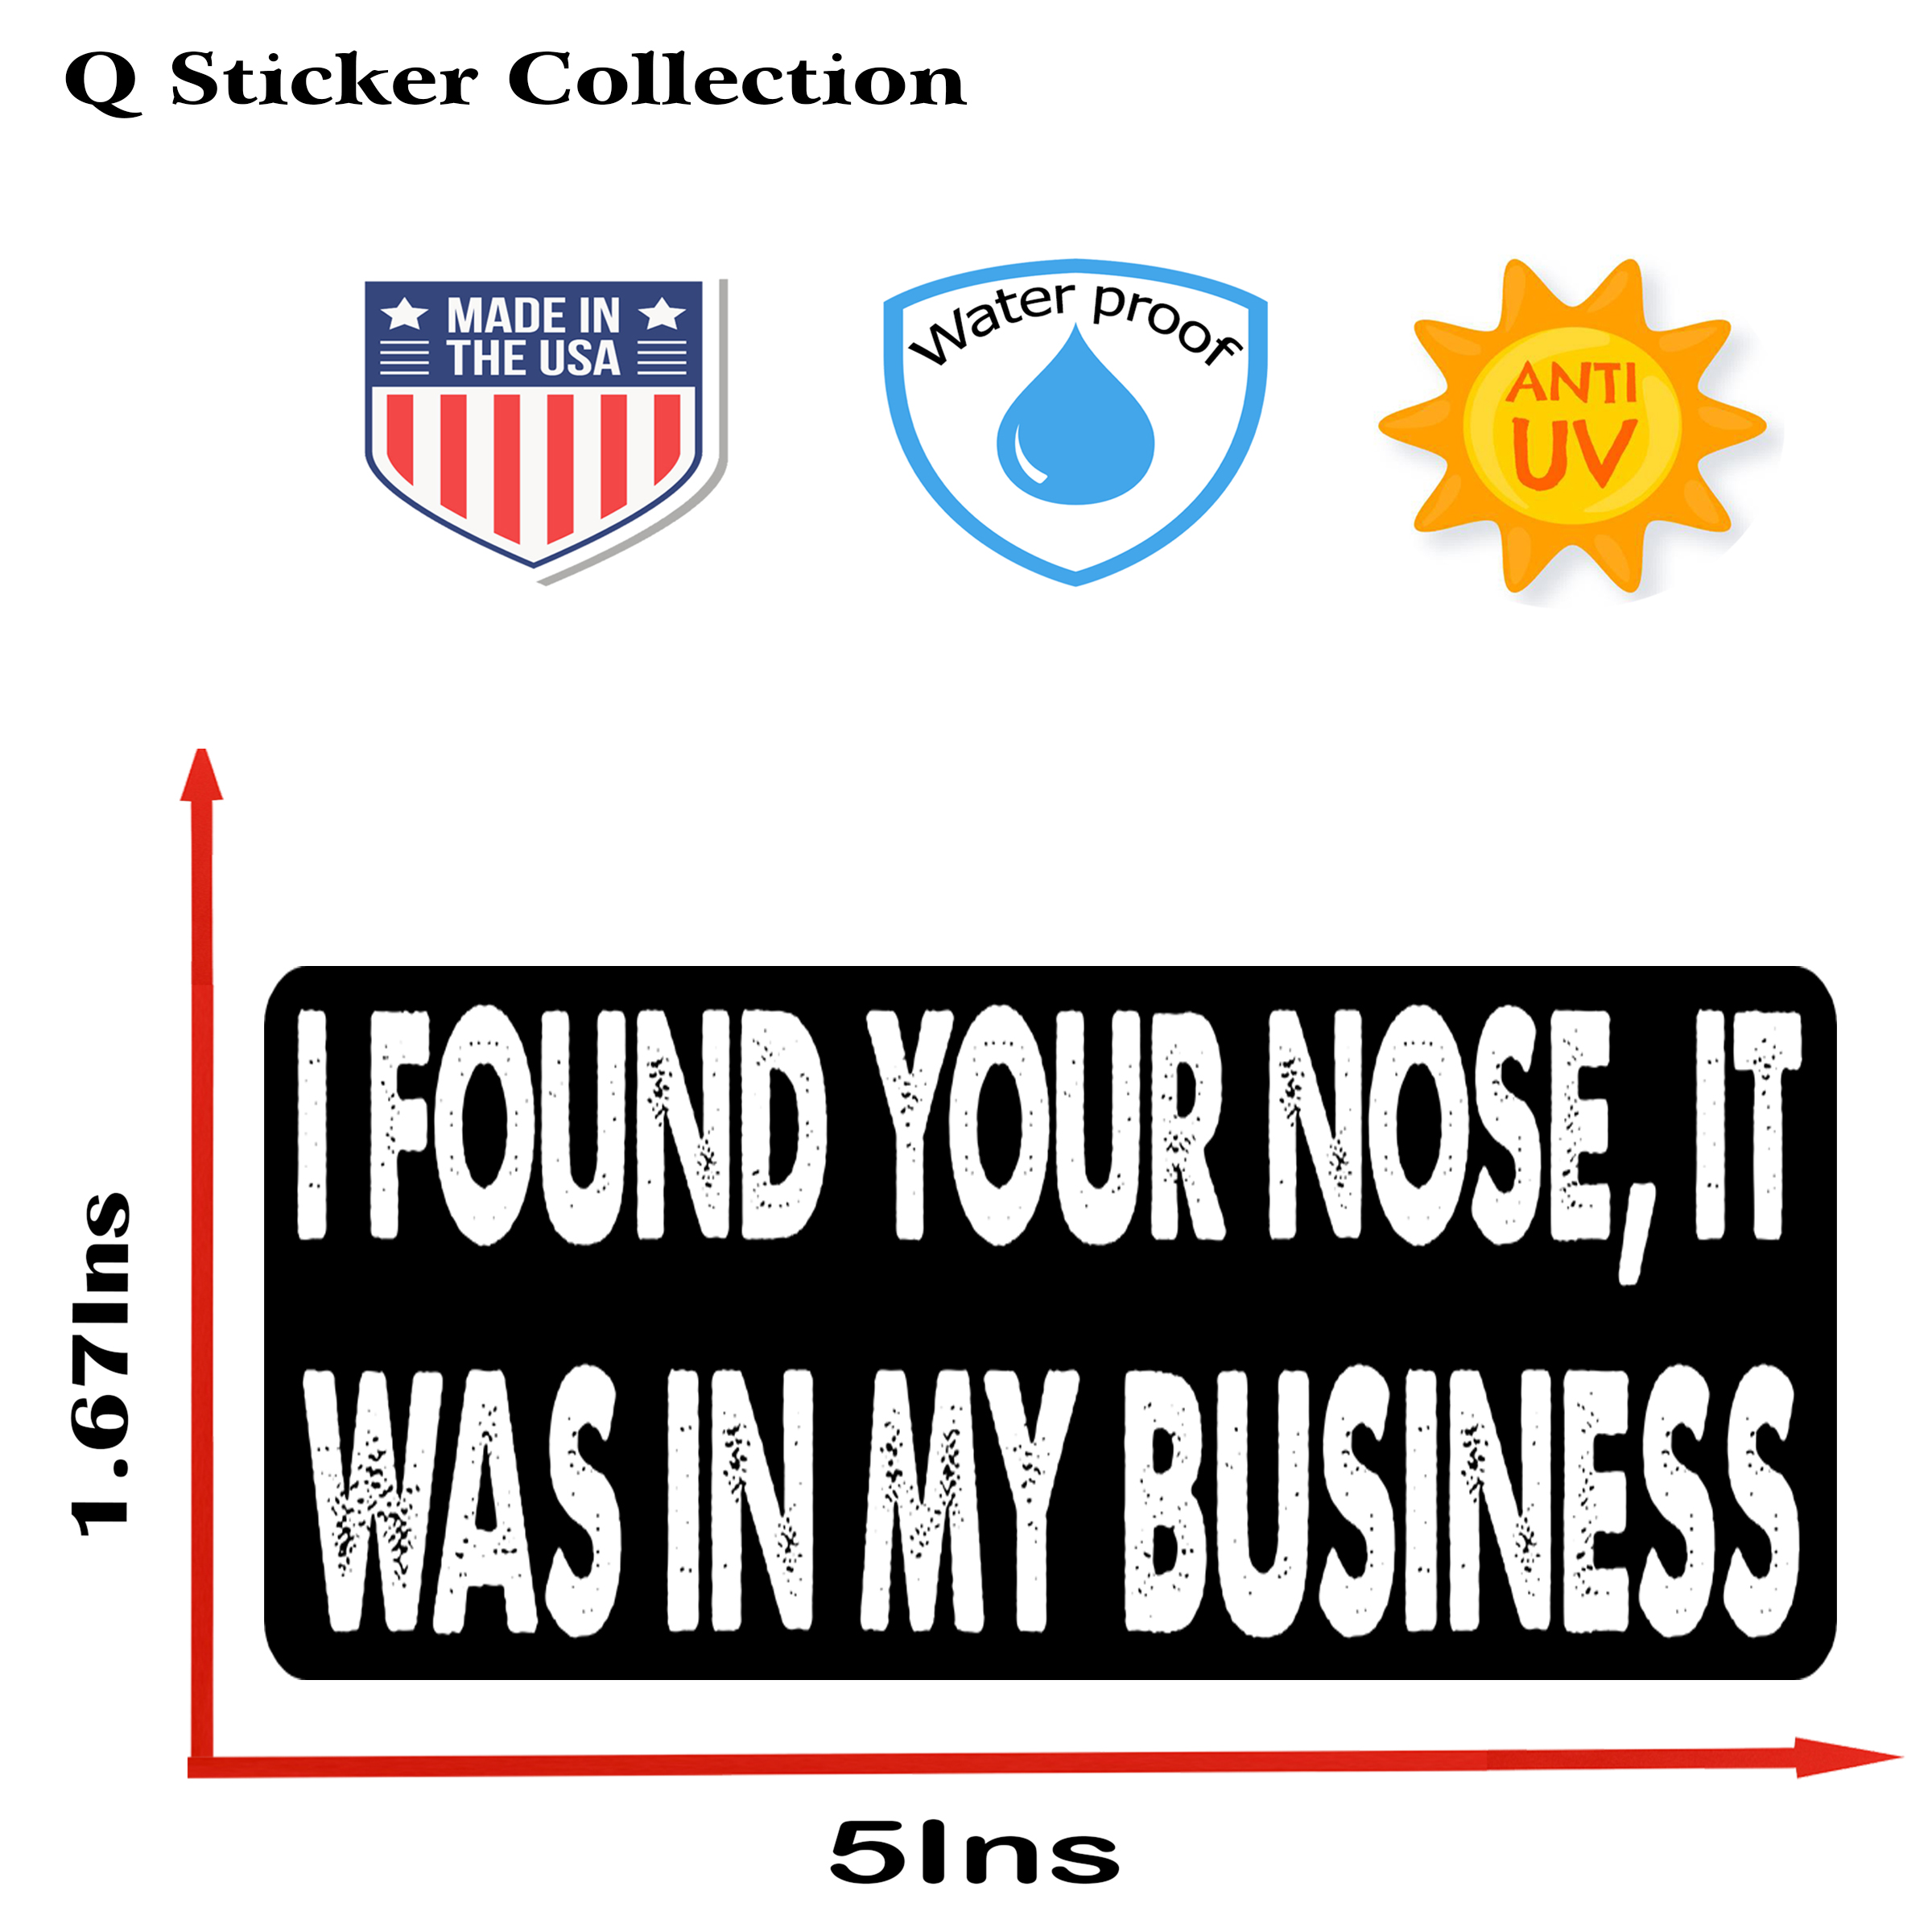 Q Sticker Collection
MADE IN
THE USA
Water proof
ANTI
UV
I FOUND YOUR NOSE, IT
WAS IN MY BUSINESS
1.67Ins
5Ins